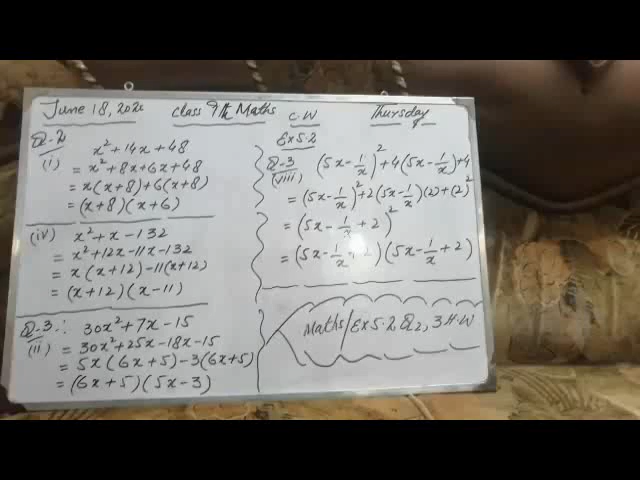 June 18, 2020 Class 9th Maths C.W Thursday
Q.2
(i) x² + 14x + 48
= x² + 8x + 6x + 48
= x(x+8) + 6(x+8)
= (x+8)(x+6)
(iv) x² + x - 132
= x² + 12x - 11x - 132
= x(x+12) - 11(x+12)
= (x+12)(x-11)
Q.3: 30x² + 7x - 15
(ii) = 30x² + 25x - 18x - 15
= 5x(6x+5) - 3(6x+5)
= (6x+5)(5x-3)
Ex 5.2
Q-3 (viii) (5x - 1/x)² + 4(5x - 1/x) + 4
= (5x - 1/x)² + 2(5x - 1/x)(2) + (2)²
= (5x - 1/x + 2)²
= (5x - 1/x + 2)(5x - 1/x + 2)
Maths/Ex 5.2 Q2, 3 H.W